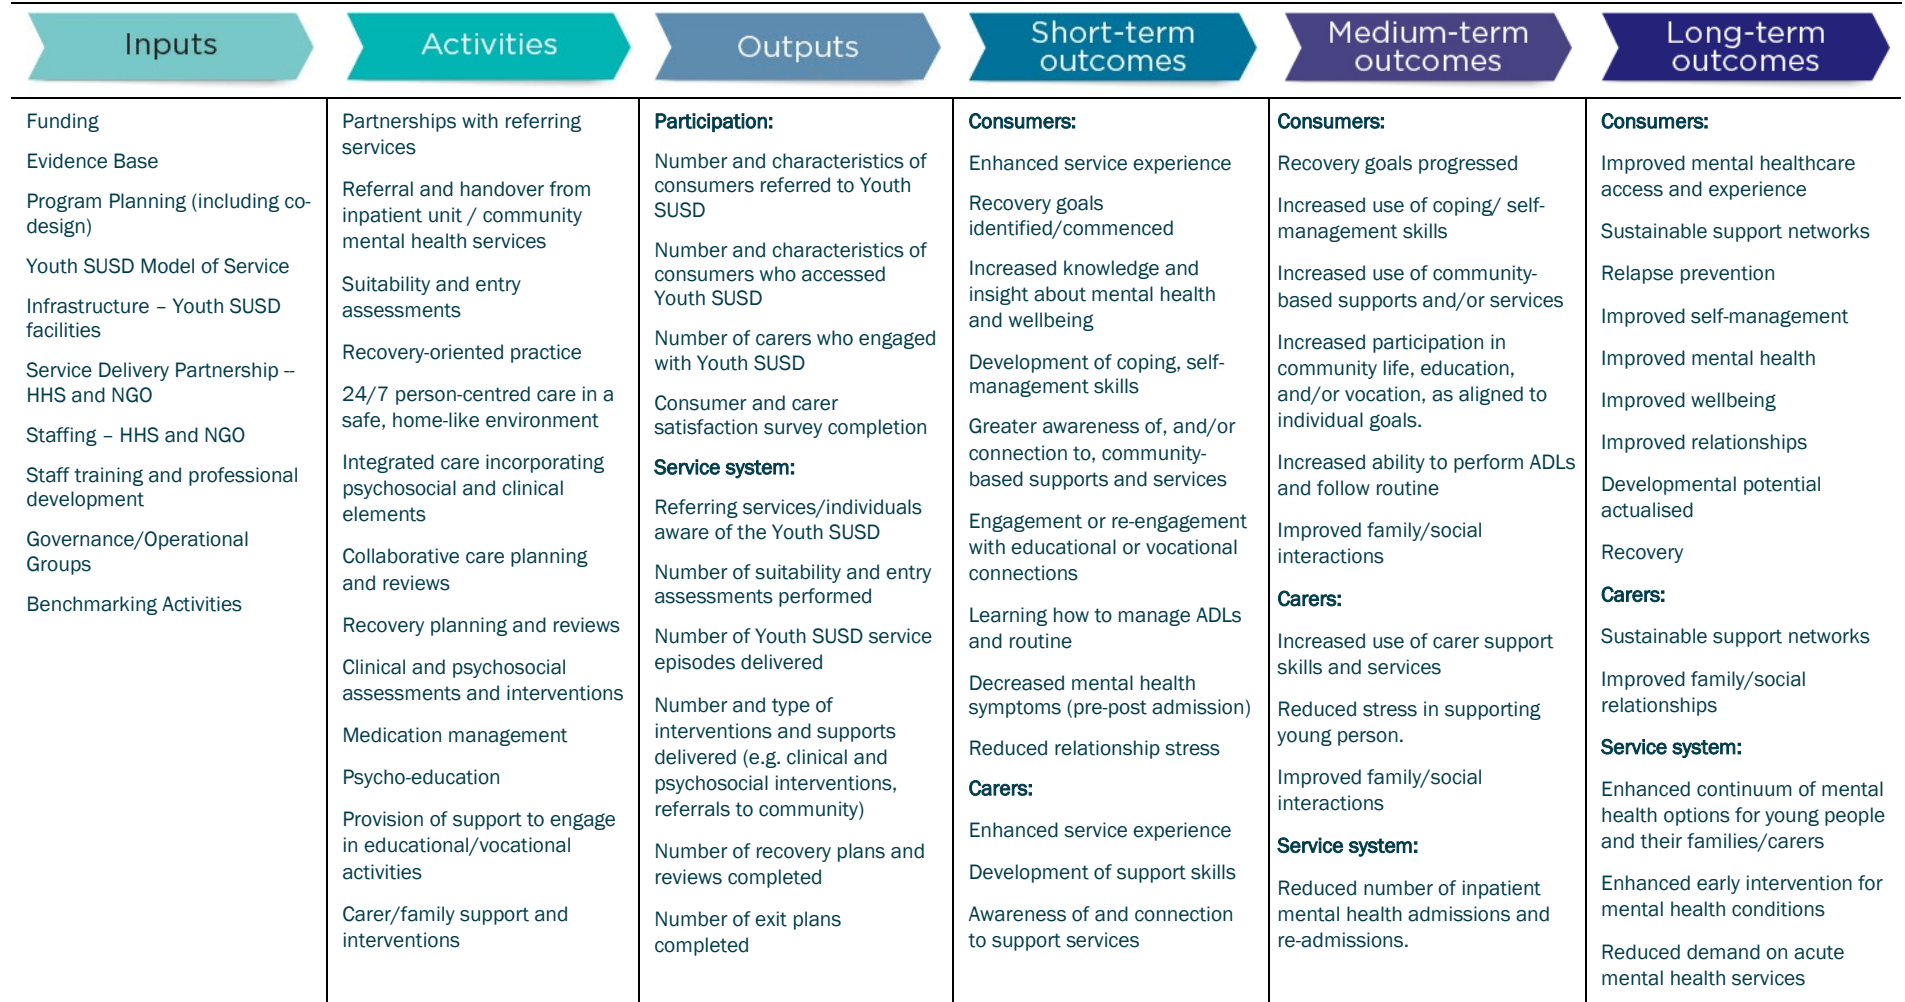 Inputs
Activities
Outputs
Short-term
outcomes
Medium-term
outcomes
Long-term
outcomes
Funding
Evidence Base
Program Planning (including co-
design)
Youth SUSD Model of Service
Infrastructure – Youth SUSD
facilities
Service Delivery Partnership --
HHS and NGO
Staffing – HHS and NGO
Staff training and professional
development
Governance/Operational
Groups
Benchmarking Activities
Partnerships with referring
services
Referral and handover from
inpatient unit / community
mental health services
Suitability and entry
assessments
Recovery-oriented practice
24/7 person-centred care in a
safe, home-like environment
Integrated care incorporating
psychosocial and clinical
elements
Collaborative care planning
and reviews
Recovery planning and reviews
Clinical and psychosocial
assessments and interventions
Medication management
Psycho-education
Provision of support to engage
in educational/vocational
activities
Carer/family support and
interventions
Participation:
Number and characteristics of
consumers referred to Youth
SUSD
Number and characteristics of
consumers who accessed
Youth SUSD
Number of carers who engaged
with Youth SUSD
Consumer and carer
satisfaction survey completion
Service system:
Referring services/individuals
aware of the Youth SUSD
Number of suitability and entry
assessments performed
Number of Youth SUSD service
episodes delivered
Number and type of
interventions and supports
delivered (e.g. clinical and
psychosocial interventions,
referrals to community)
Number of recovery plans and
reviews completed
Number of exit plans
completed
Consumers:
Enhanced service experience
Recovery goals
identified/commenced
Increased knowledge and
insight about mental health
and wellbeing
Development of coping, self-
management skills
Greater awareness of, and/or
connection to, community-
based supports and services
Engagement or re-engagement
with educational or vocational
connections
Learning how to manage ADLs
and routine
Decreased mental health
symptoms (pre-post admission)
Reduced relationship stress
Carers:
Enhanced service experience
Development of support skills
Awareness of and connection
to support services
Consumers:
Recovery goals progressed
Increased use of coping/ self-
management skills
Increased use of community-
based supports and/or services
Increased participation in
community life, education,
and/or vocation, as aligned to
individual goals.
Increased ability to perform ADLs
and follow routine
Improved family/social
interactions
Carers:
Increased use of carer support
skills and services
Reduced stress in supporting
young person.
Improved family/social
interactions
Service system:
Reduced number of inpatient
mental health admissions and
re-admissions.
Consumers:
Improved mental healthcare
access and experience
Sustainable support networks
Relapse prevention
Improved self-management
Improved mental health
Improved wellbeing
Improved relationships
Developmental potential
actualised
Recovery
Carers:
Sustainable support networks
Improved family/social
relationships
Service system:
Enhanced continuum of mental
health options for young people
and their families/carers
Enhanced early intervention for
mental health conditions
Reduced demand on acute
mental health services